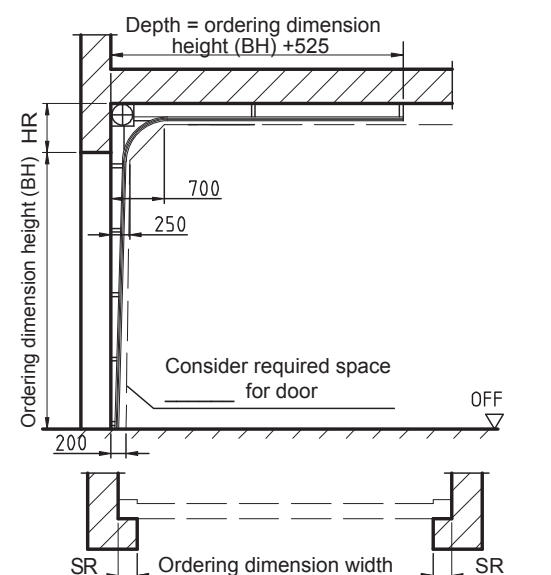 Depth = ordering dimension
height (BH) +525
HR
Ordering dimension height (BH)
700
250
Consider required space
for door
OFF
200
SR
Ordering dimension width
SR